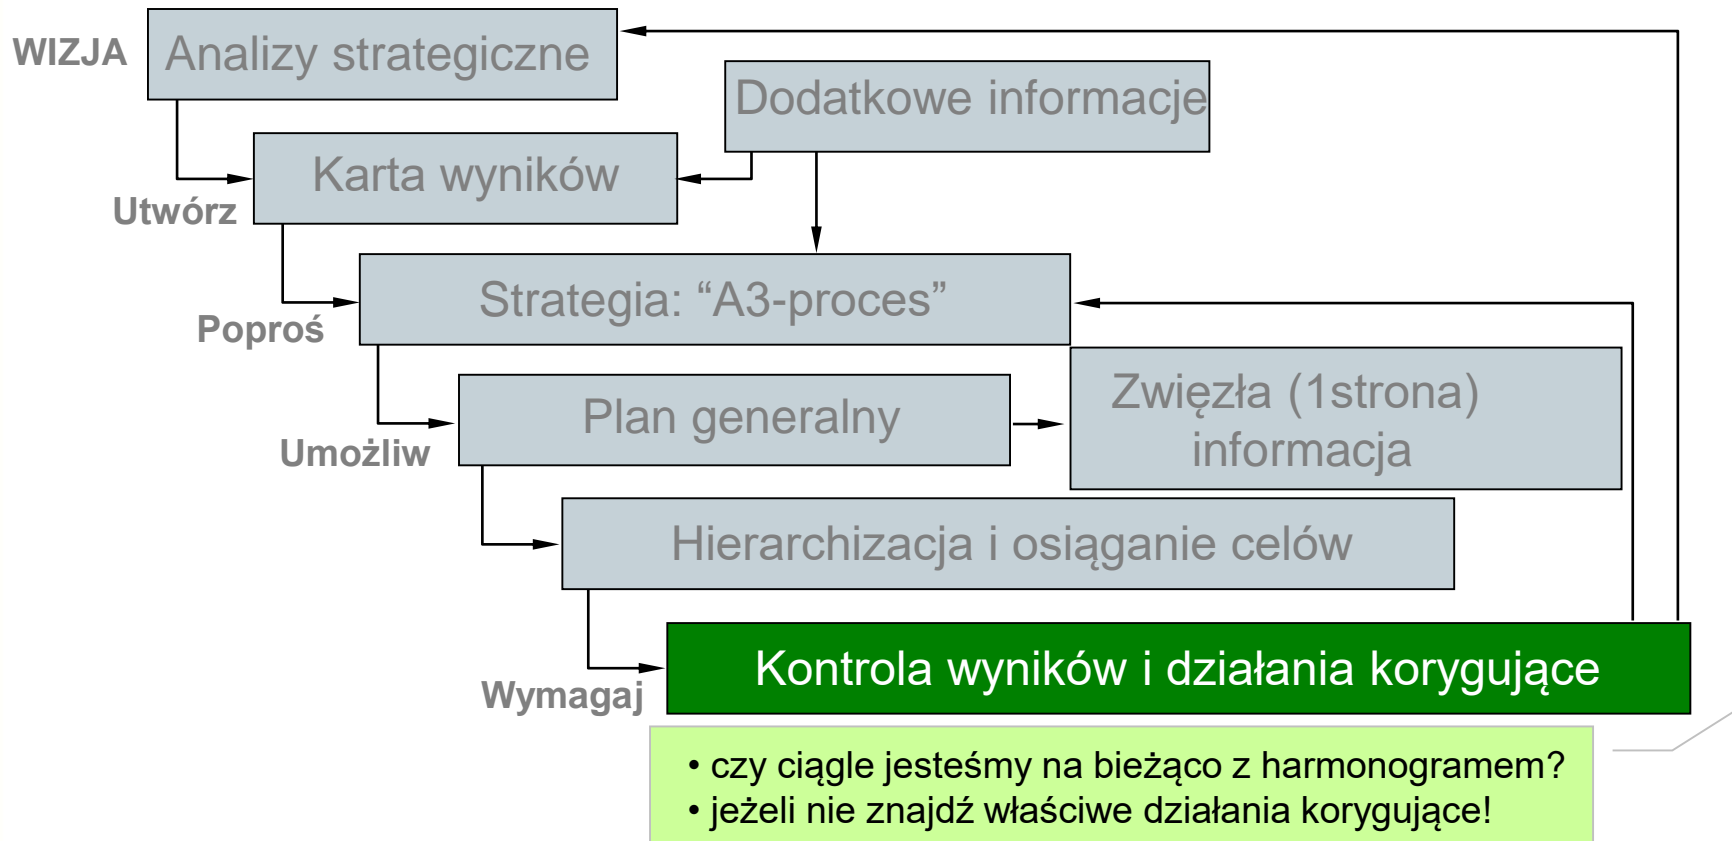 WIZJA
Analizy strategiczne
Dodatkowe informacje
Karta wyników
Utwórz
Strategia: “A3-proces”
Poproś
Zwięzła (1strona)
informacja
Plan generalny
Umożliw
Hierarchizacja i osiąganie celów
Kontrola wyników i działania korygujące
Wymagaj
• czy ciągle jesteśmy na bieżąco z harmonogramem?
• jeżeli nie znajdź właściwe działania korygujące!